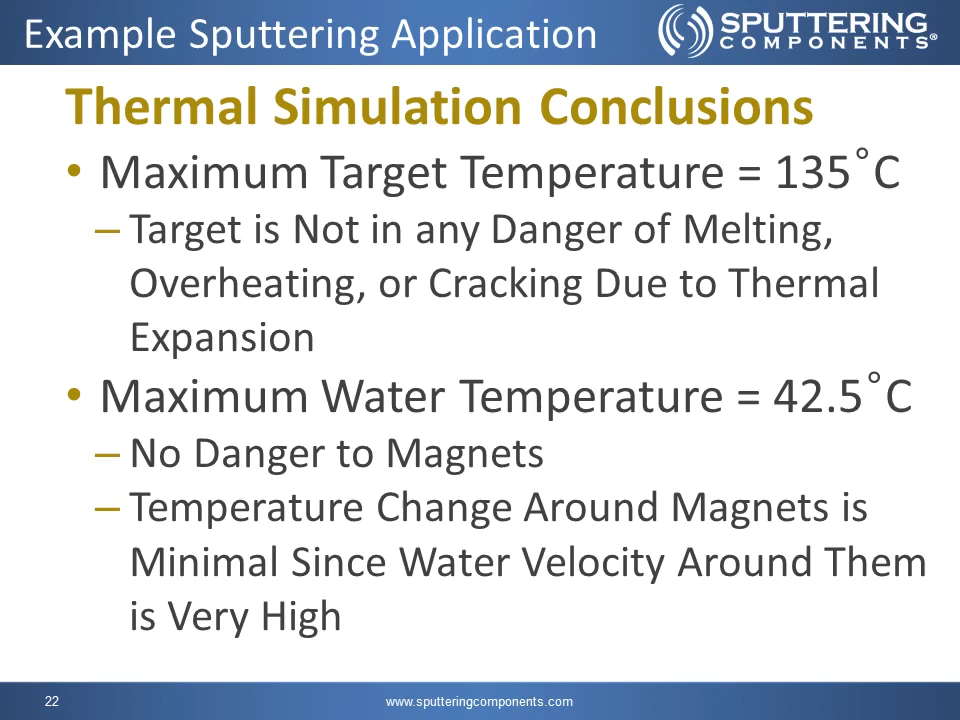 Example Sputtering Application
SPUTTERING
COMPONENTS®
Thermal Simulation Conclusions
• Maximum Target Temperature = 135˚C
– Target is Not in any Danger of Melting,
Overheating, or Cracking Due to Thermal
Expansion
• Maximum Water Temperature = 42.5˚C
– No Danger to Magnets
– Temperature Change Around Magnets is
Minimal Since Water Velocity Around Them
is Very High
22
www.sputteringcomponents.com